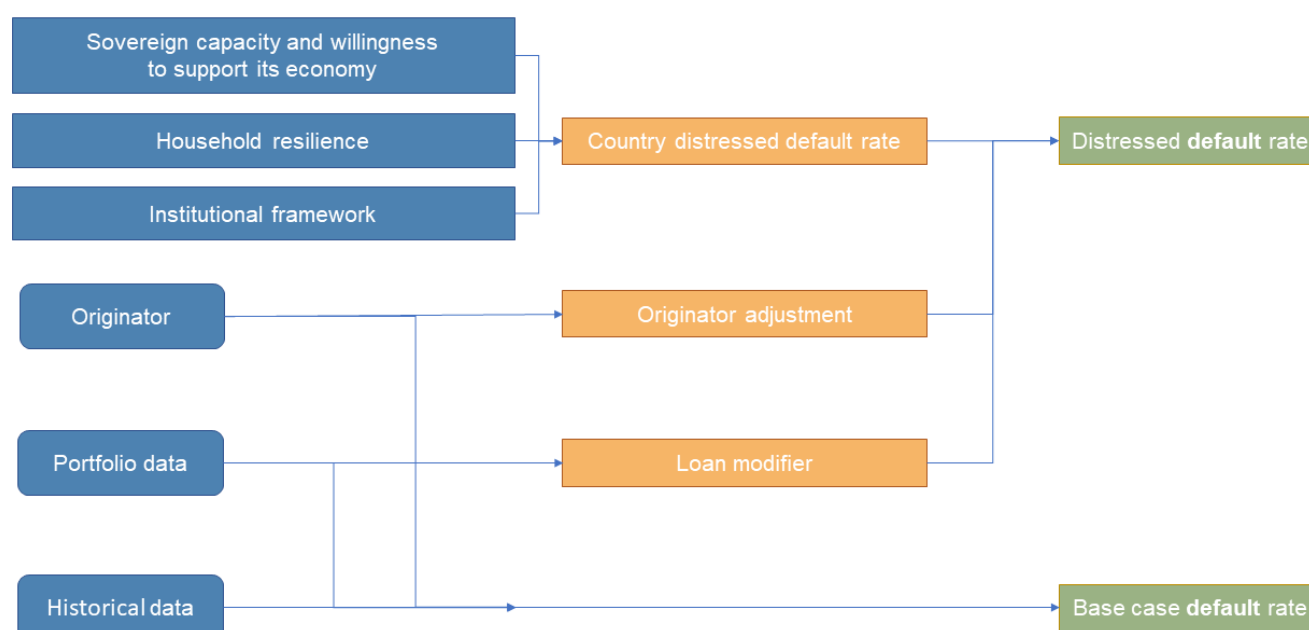 Sovereign capacity and willingness
to support its economy
Household resilience
Country distressed default rate
Distressed default rate
Institutional framework
Originator
Originator adjustment
Portfolio data
Loan modifier
Historical data
Base case default rate